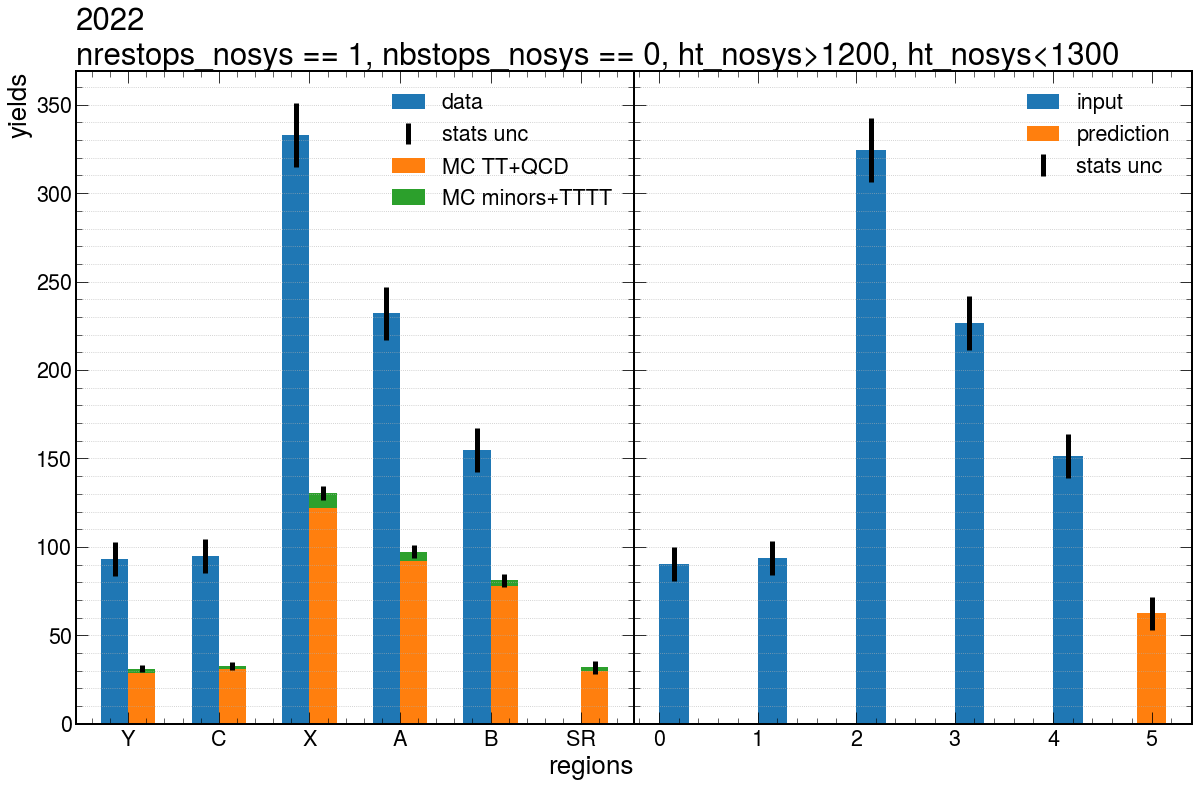 2022
nrestops_nosys == 1, nbstops_nosys == 0, ht_nosys>1200, ht_nosys<1300
yields
350
300
250
200
150
100
50
0
data
stats unc
MC TT+QCD
MC minors+TTTT
input
prediction
stats unc
Y C X A B SR
0 1 2 3 4 5
regions